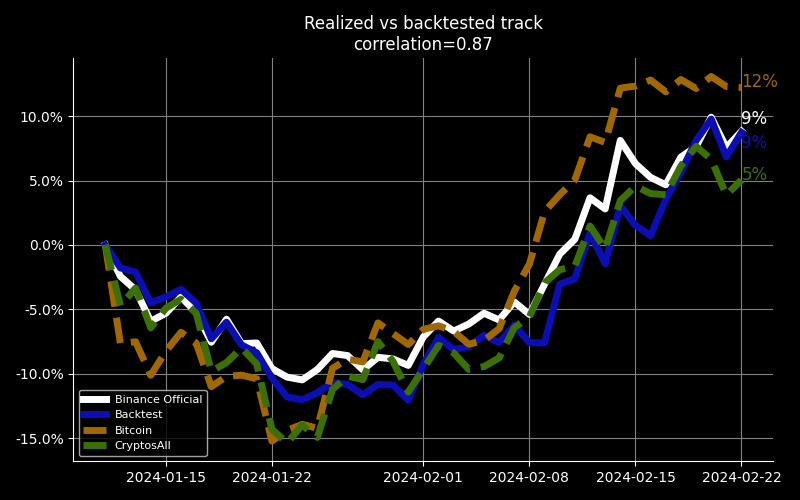 Realized vs backtested track
correlation=0.87
12%
10.0%
9%
9%
5.0%
5%
0.0%
-5.0%
-10.0%
-15.0%
Binance Official
Backtest
Bitcoin
CryptosAll
2024-01-15
2024-01-22
2024-02-01
2024-02-08
2024-02-15
2024-02-22